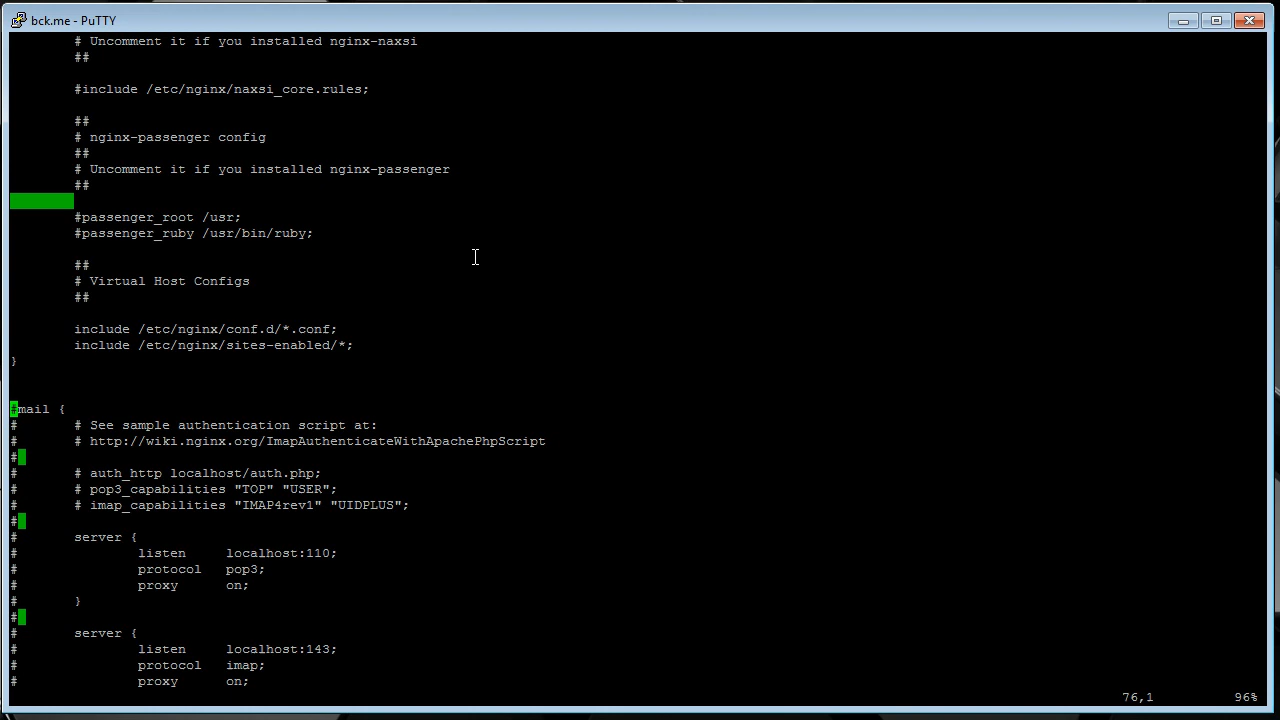 bck.me - PuTTY
# Uncomment it if you installed nginx-naxsi
##
#include /etc/nginx/naxsi_core.rules;
##
# nginx-passenger config
##
# Uncomment it if you installed nginx-passenger
##
#passenger_root /usr;
#passenger_ruby /usr/bin/ruby;
##
# Virtual Host Configs
##
include /etc/nginx/conf.d/*.conf;
include /etc/nginx/sites-enabled/*;
}
#mail {
#       # See sample authentication script at:
#       # http://wiki.nginx.org/ImapAuthenticateWithApachePhpScript
#
#       # auth_http localhost/auth.php;
#       # pop3_capabilities "TOP" "USER";
#       # imap_capabilities "IMAP4rev1" "UIDPLUS";
#
#       server {
#               listen     localhost:110;
#               protocol   pop3;
#               proxy      on;
#       }
#
#       server {
#               listen     localhost:143;
#               protocol   imap;
#               proxy      on;
76,1          96%